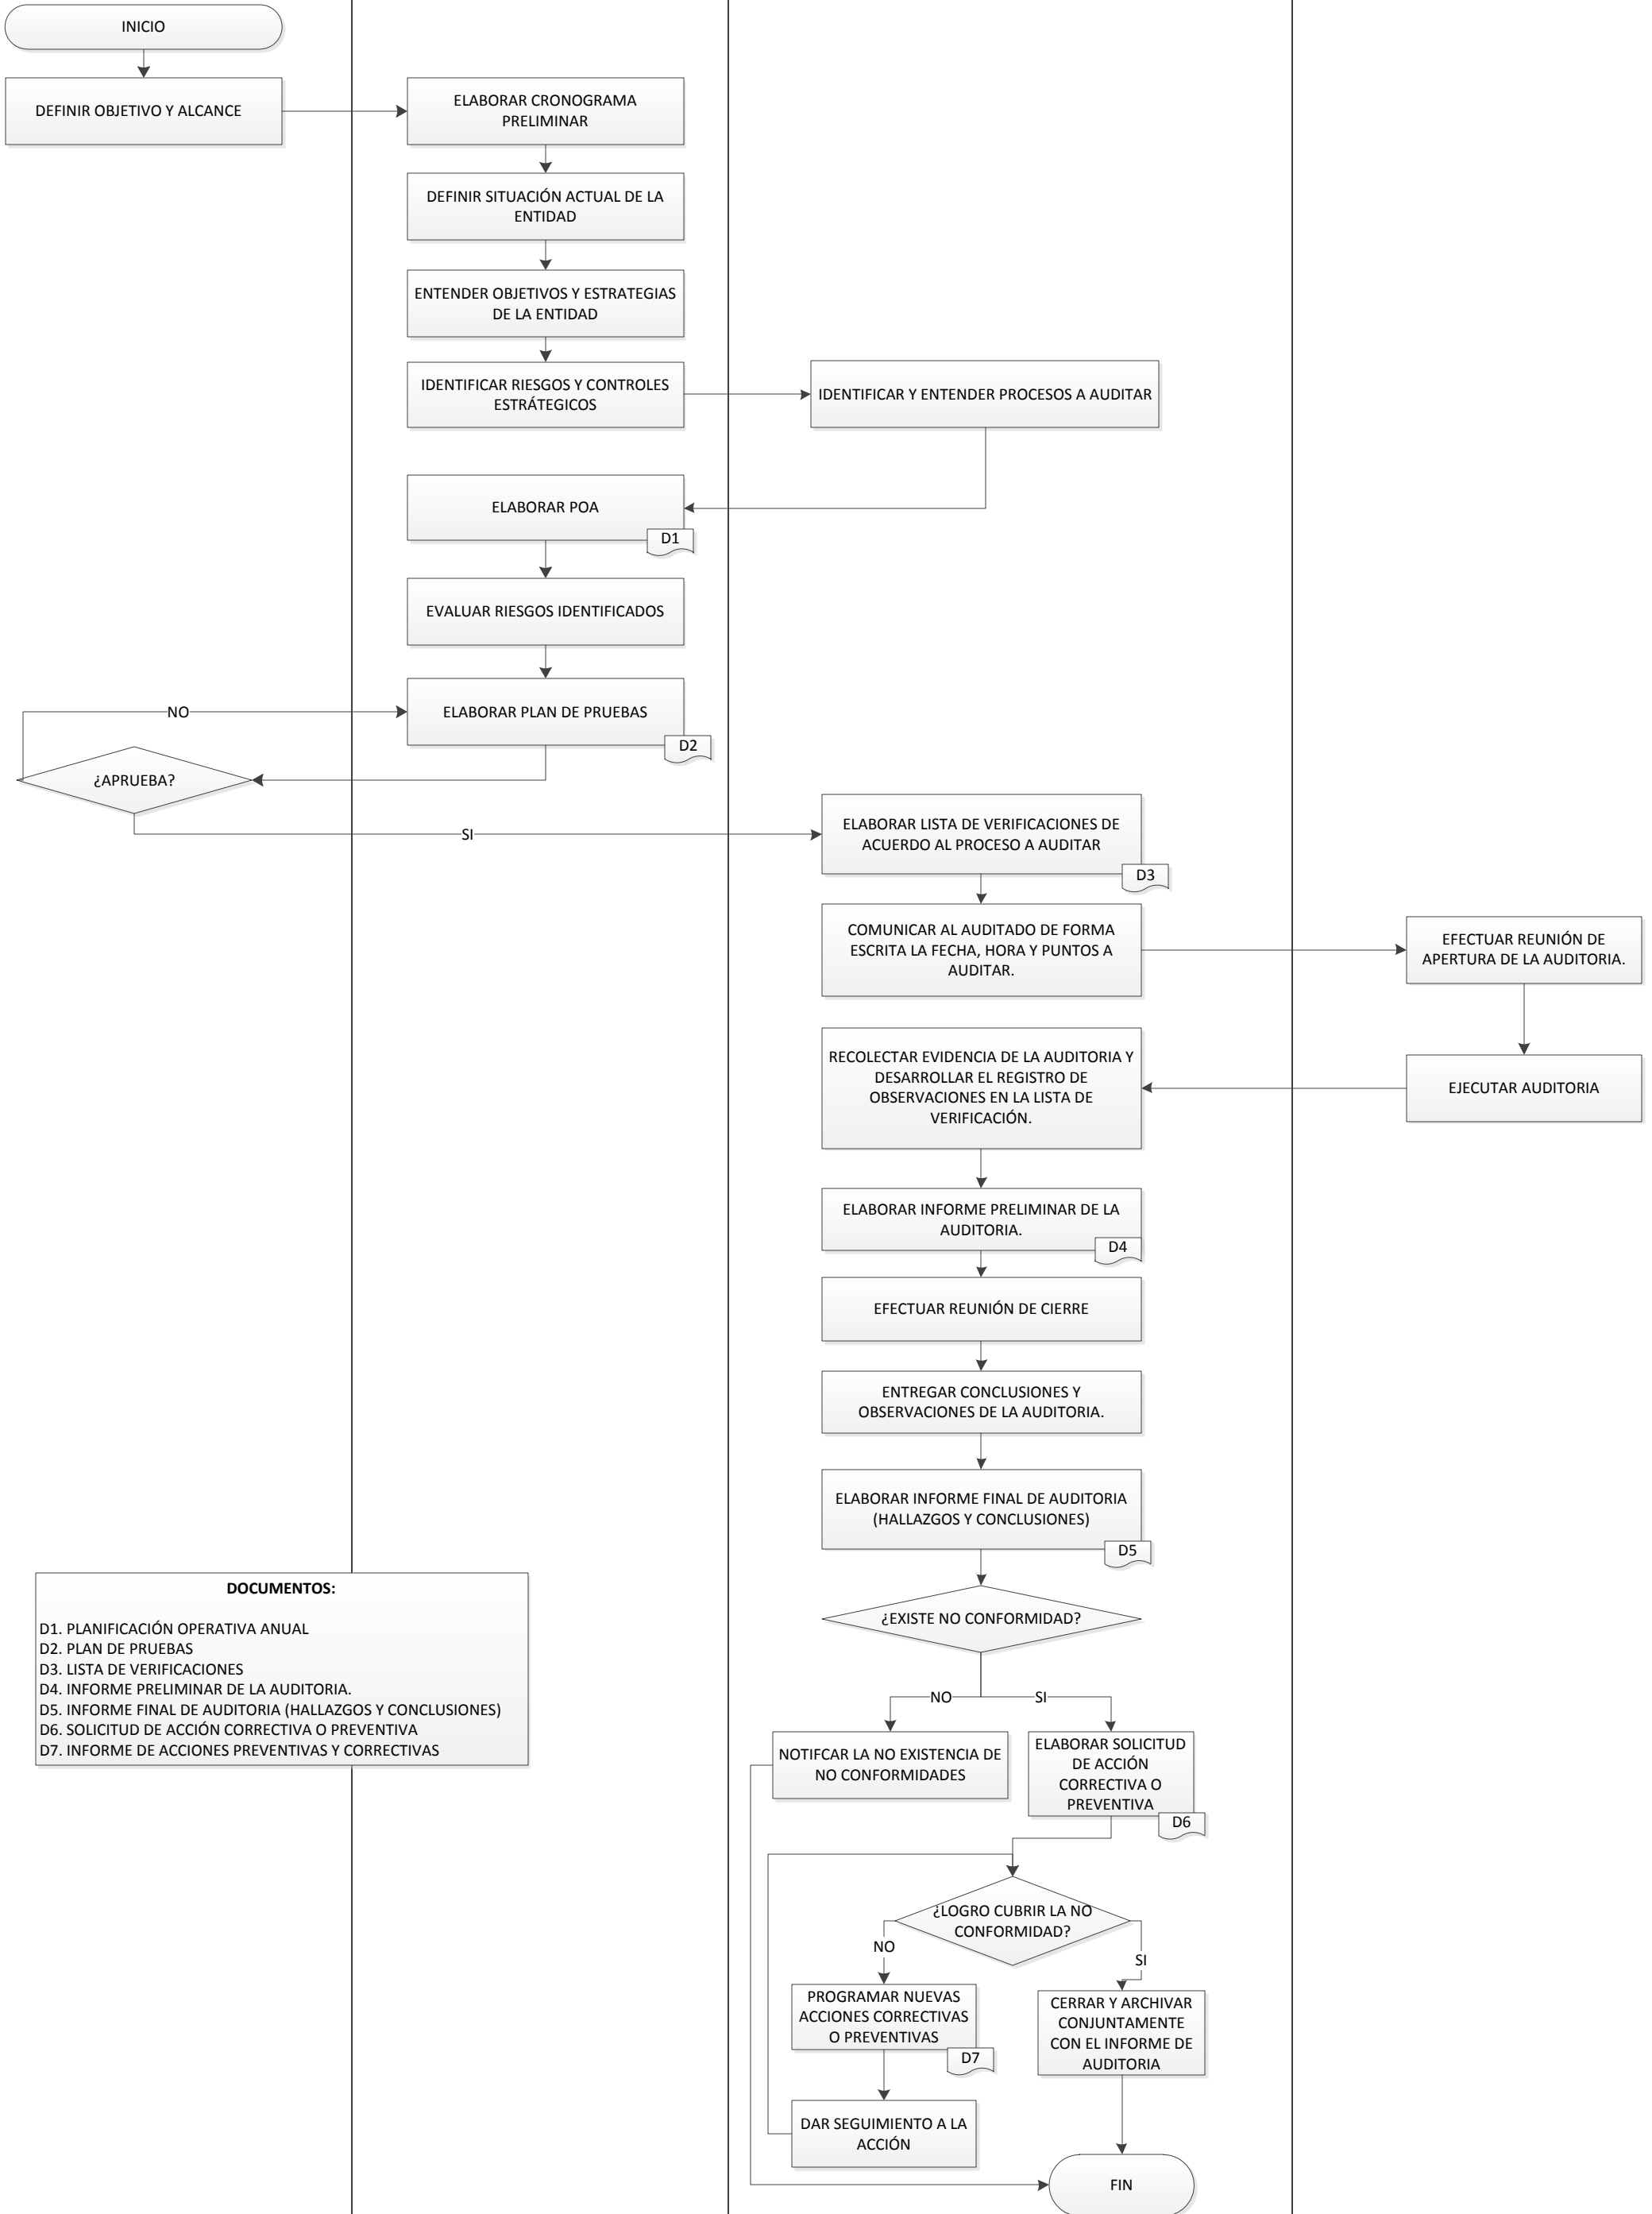 INICIO
DEFINIR OBJETIVO Y ALCANCE
ELABORAR CRONOGRAMA
PRELIMINAR
DEFINIR SITUACIÓN ACTUAL DE LA
ENTIDAD
ENTENDER OBJETIVOS Y ESTRATEGIAS
DE LA ENTIDAD
IDENTIFICAR RIESGOS Y CONTROLES
ESTRÁTEGICOS
IDENTIFICAR Y ENTENDER PROCESOS A AUDITAR
ELABORAR POA
D1
EVALUAR RIESGOS IDENTIFICADOS
ELABORAR PLAN DE PRUEBAS
D2
NO
¿APRUEBA?
SI
ELABORAR LISTA DE VERIFICACIONES DE
ACUERDO AL PROCESO A AUDITAR
D3
COMUNICAR AL AUDITADO DE FORMA
ESCRITA LA FECHA, HORA Y PUNTOS A
AUDITAR.
EFECTUAR REUNIÓN DE
APERTURA DE LA AUDITORIA.
EJECUTAR AUDITORIA
RECOLECTAR EVIDENCIA DE LA AUDITORIA Y
DESARROLLAR EL REGISTRO DE
OBSERVACIONES EN LA LISTA DE
VERIFICACIÓN.
ELABORAR INFORME PRELIMINAR DE LA
AUDITORIA.
D4
EFECTUAR REUNIÓN DE CIERRE
ENTREGAR CONCLUSIONES Y
OBSERVACIONES DE LA AUDITORIA.
ELABORAR INFORME FINAL DE AUDITORIA
(HALLAZGOS Y CONCLUSIONES)
D5
DOCUMENTOS:
D1. PLANIFICACIÓN OPERATIVA ANUAL
D2. PLAN DE PRUEBAS
D3. LISTA DE VERIFICACIONES
D4. INFORME PRELIMINAR DE LA AUDITORIA.
D5. INFORME FINAL DE AUDITORIA (HALLAZGOS Y CONCLUSIONES)
D6. SOLICITUD DE ACCIÓN CORRECTIVA O PREVENTIVA
D7. INFORME DE ACCIONES PREVENTIVAS Y CORRECTIVAS
¿EXISTE NO CONFORMIDAD?
NO
SI
NOTIFCAR LA NO EXISTENCIA DE
NO CONFORMIDADES
ELABORAR SOLICITUD
DE ACCIÓN
CORRECTIVA O
PREVENTIVA
D6
¿LOGRO CUBRIR LA NO
CONFORMIDAD?
NO
SI
PROGRAMAR NUEVAS
ACCIONES CORRECTIVAS
O PREVENTIVAS
D7
CERRAR Y ARCHIVAR
CONJUNTAMENTE
CON EL INFORME DE
AUDITORIA
DAR SEGUIMIENTO A LA
ACCIÓN
FIN